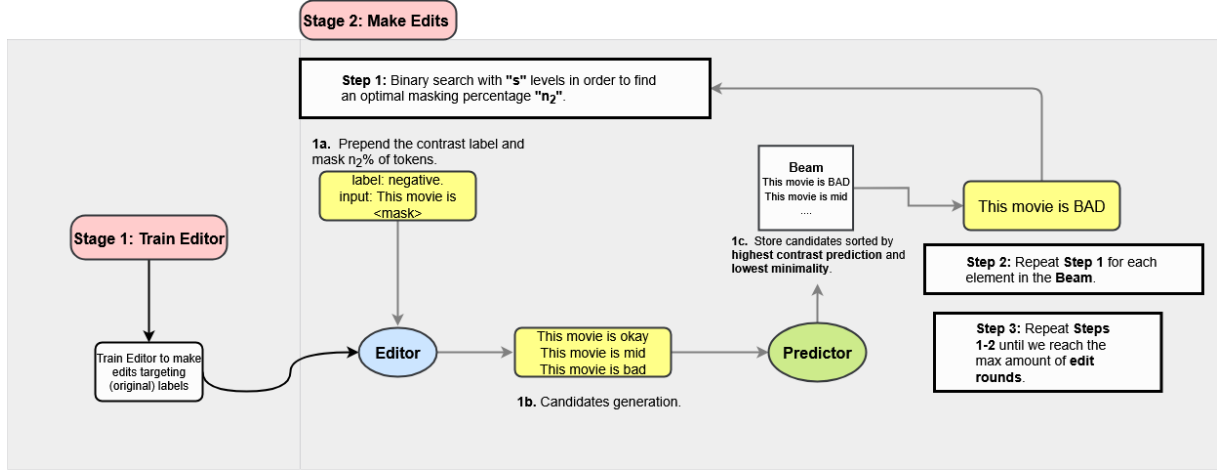 Stage 2: Make Edits
Step 1: Binary search with "s" levels in order to find
an optimal masking percentage "n2".
1a. Prepend the contrast label and
mask n2% of tokens.
label: negative.
input: This movie is
<mask>
Stage 1: Train Editor
Train Editor to make
edits targeting
(original) labels
Editor
This movie is okay
This movie is mid
This movie is bad
1b. Candidates generation.
Predictor
Beam
This movie is BAD
This movie is mid
....
1c. Store candidates sorted by
highest contrast prediction and
lowest minimality.
This movie is BAD
Step 2: Repeat Step 1 for each
element in the Beam.
Step 3: Repeat Steps
1-2 until we reach the
max amount of edit
rounds.